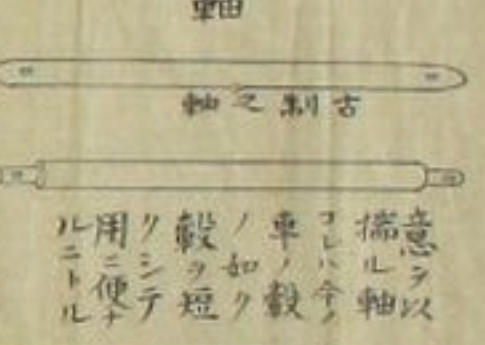 軸
古制之軸
意ヲ以
揣ル軸
コレハ今ノ
車ノ轂
ノ如ク
轂ヲ短
クシテ
用ニ便ナ
ルニトル